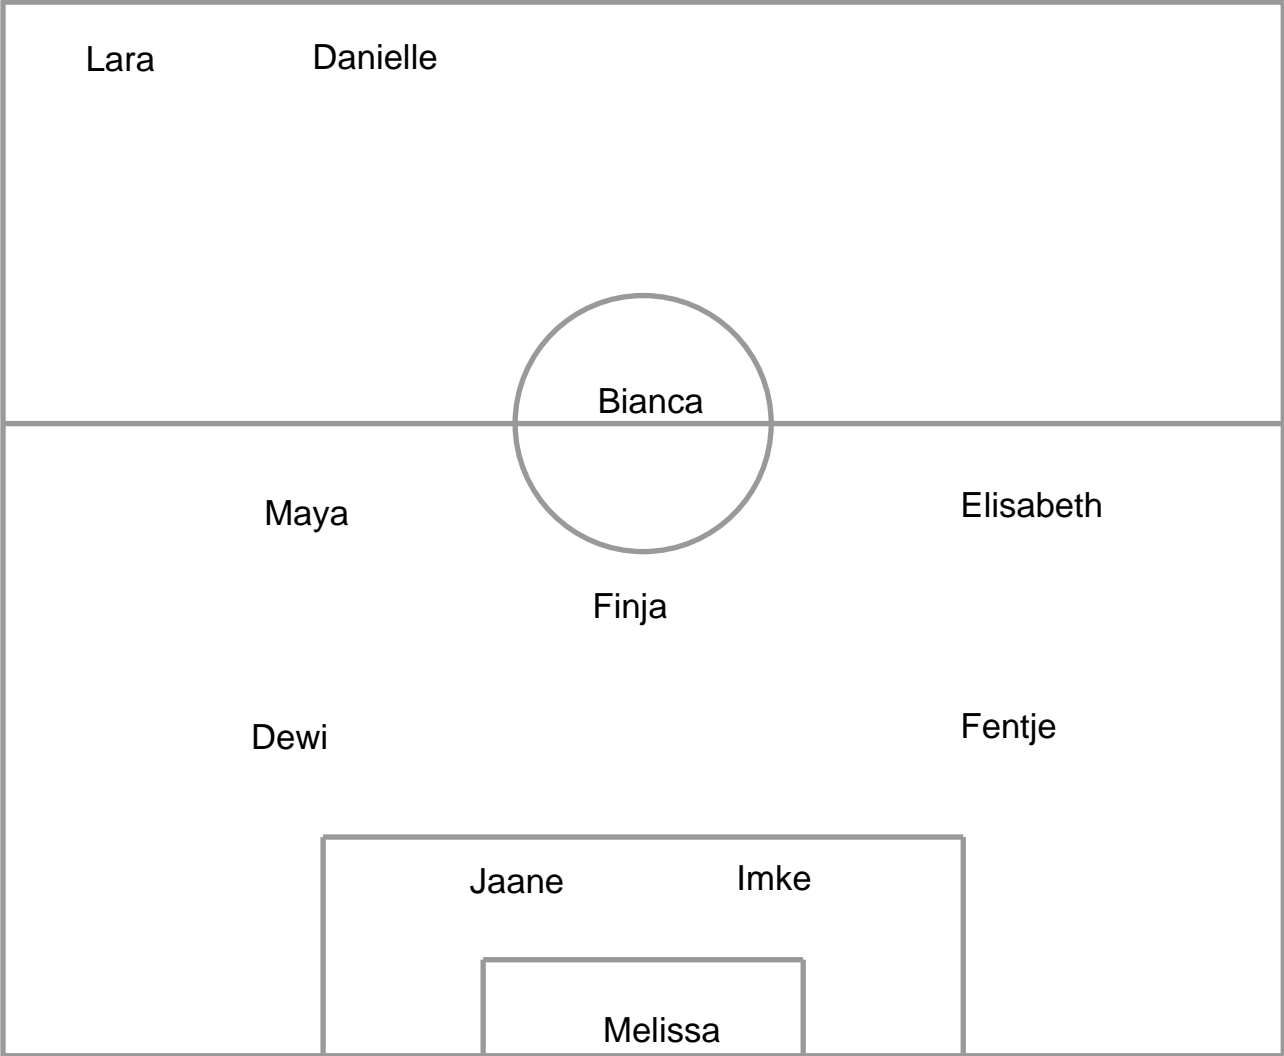 Lara Danielle
Bianca
Maya Elisabeth
Finja
Dewi Fentje
Jaane Imke
Melissa